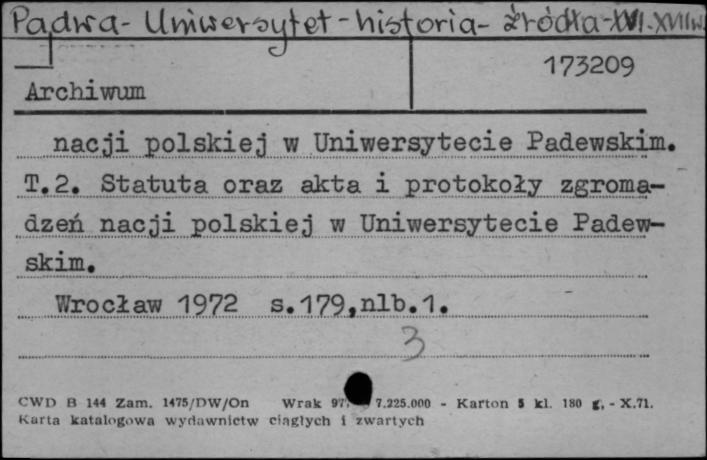 Padwa - Uniwersytet - historia - źródła - XVI-XVIIIw.
173209
Archiwum
nacji polskiej w Uniwersytecie Padewskim.
T.2. Statuta oraz akta i protokoły zgroma-
dzeń nacji polskiej w Uniwersytecie Padew-
skim.
Wrocław 1972 s.179,nlb.1.
3
CWD B 144 Zam. 1475/DW/On Wrak 7.225.000 - Karton 5 kl. 180 g, - X.71.
Karta katalogowa wydawnictw ciągłych i zwartych